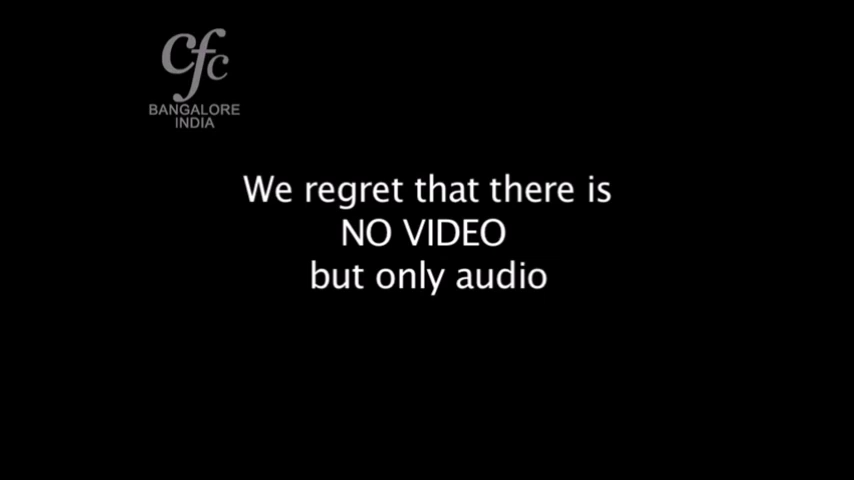 cfc
BANGALORE
INDIA
We regret that there is
NO VIDEO
but only audio